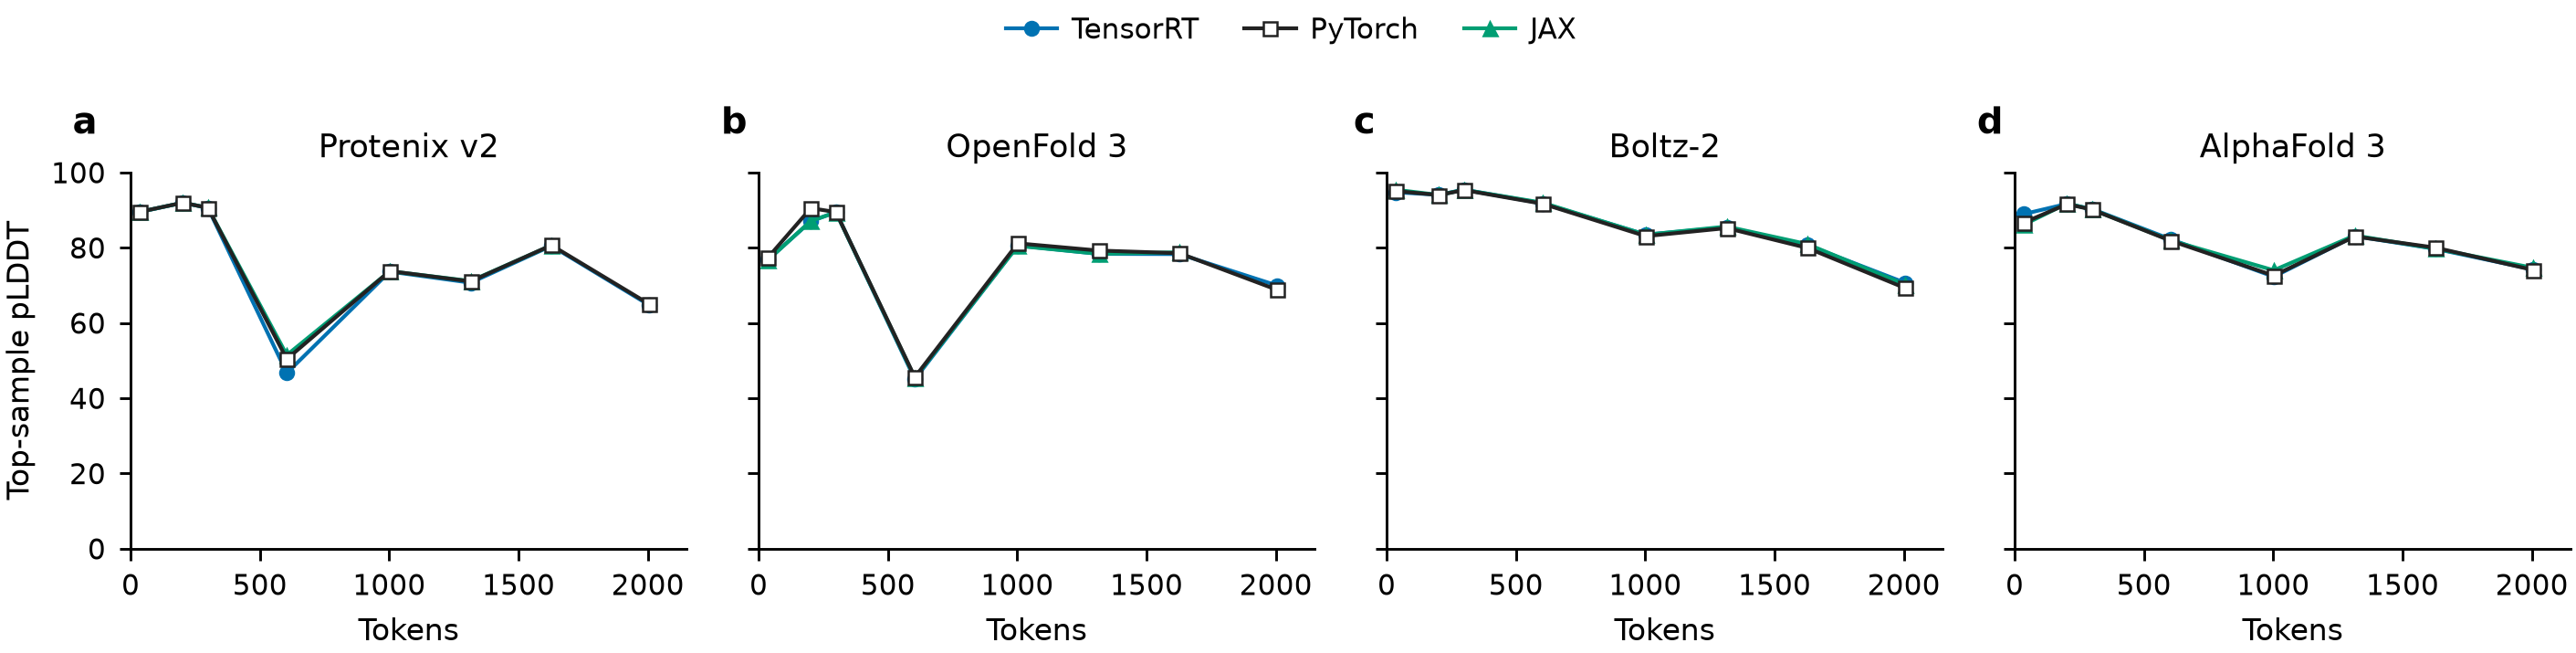 TensorRT PyTorch JAX
a Protenix v2
b OpenFold 3
c Boltz-2
d AlphaFold 3
Top-sample pLDDT
100
80
60
40
20
0
0 500 1000 1500 2000
0 500 1000 1500 2000
0 500 1000 1500 2000
0 500 1000 1500 2000
Tokens
Tokens
Tokens
Tokens